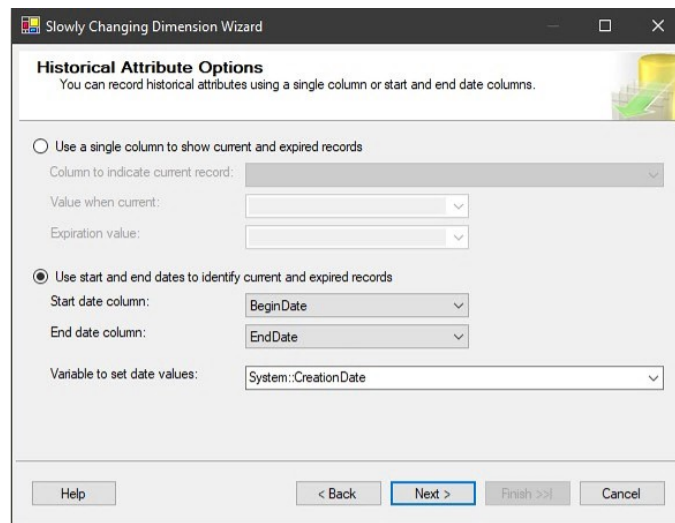 Slowly Changing Dimension Wizard
Historical Attribute Options
You can record historical attributes using a single column or start and end date columns.
Use a single column to show current and expired records
Column to indicate current record:
Value when current:
Expiration value:
Use start and end dates to identify current and expired records
Start date column: BeginDate
End date column: EndDate
Variable to set date values: System::CreationDate
Help < Back Next > Finish >>| Cancel